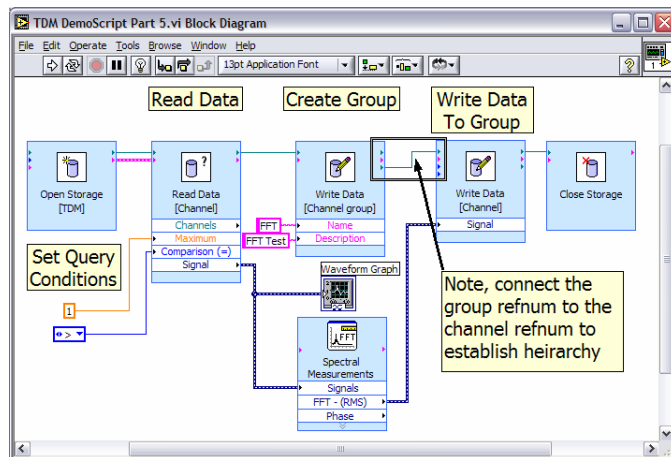 TDM DemoScript Part 5.vi Block Diagram
File Edit Operate Tools Browse Window Help
13pt Application Font
1
Read Data
Create Group
Write Data
To Group
Open Storage
[TDM]
Read Data
[Channel]
Channels
Maximum
Comparison (=)
Signal
Write Data
[Channel group]
Name
Description
FFT
FFT Test
Write Data
[Channel]
Signal
Close Storage
Set Query
Conditions
1
>
Waveform Graph
FFT
Spectral
Measurements
Signals
FFT - (RMS)
Phase
Note, connect the
group refnum to the
channel refnum to
establish heirarchy